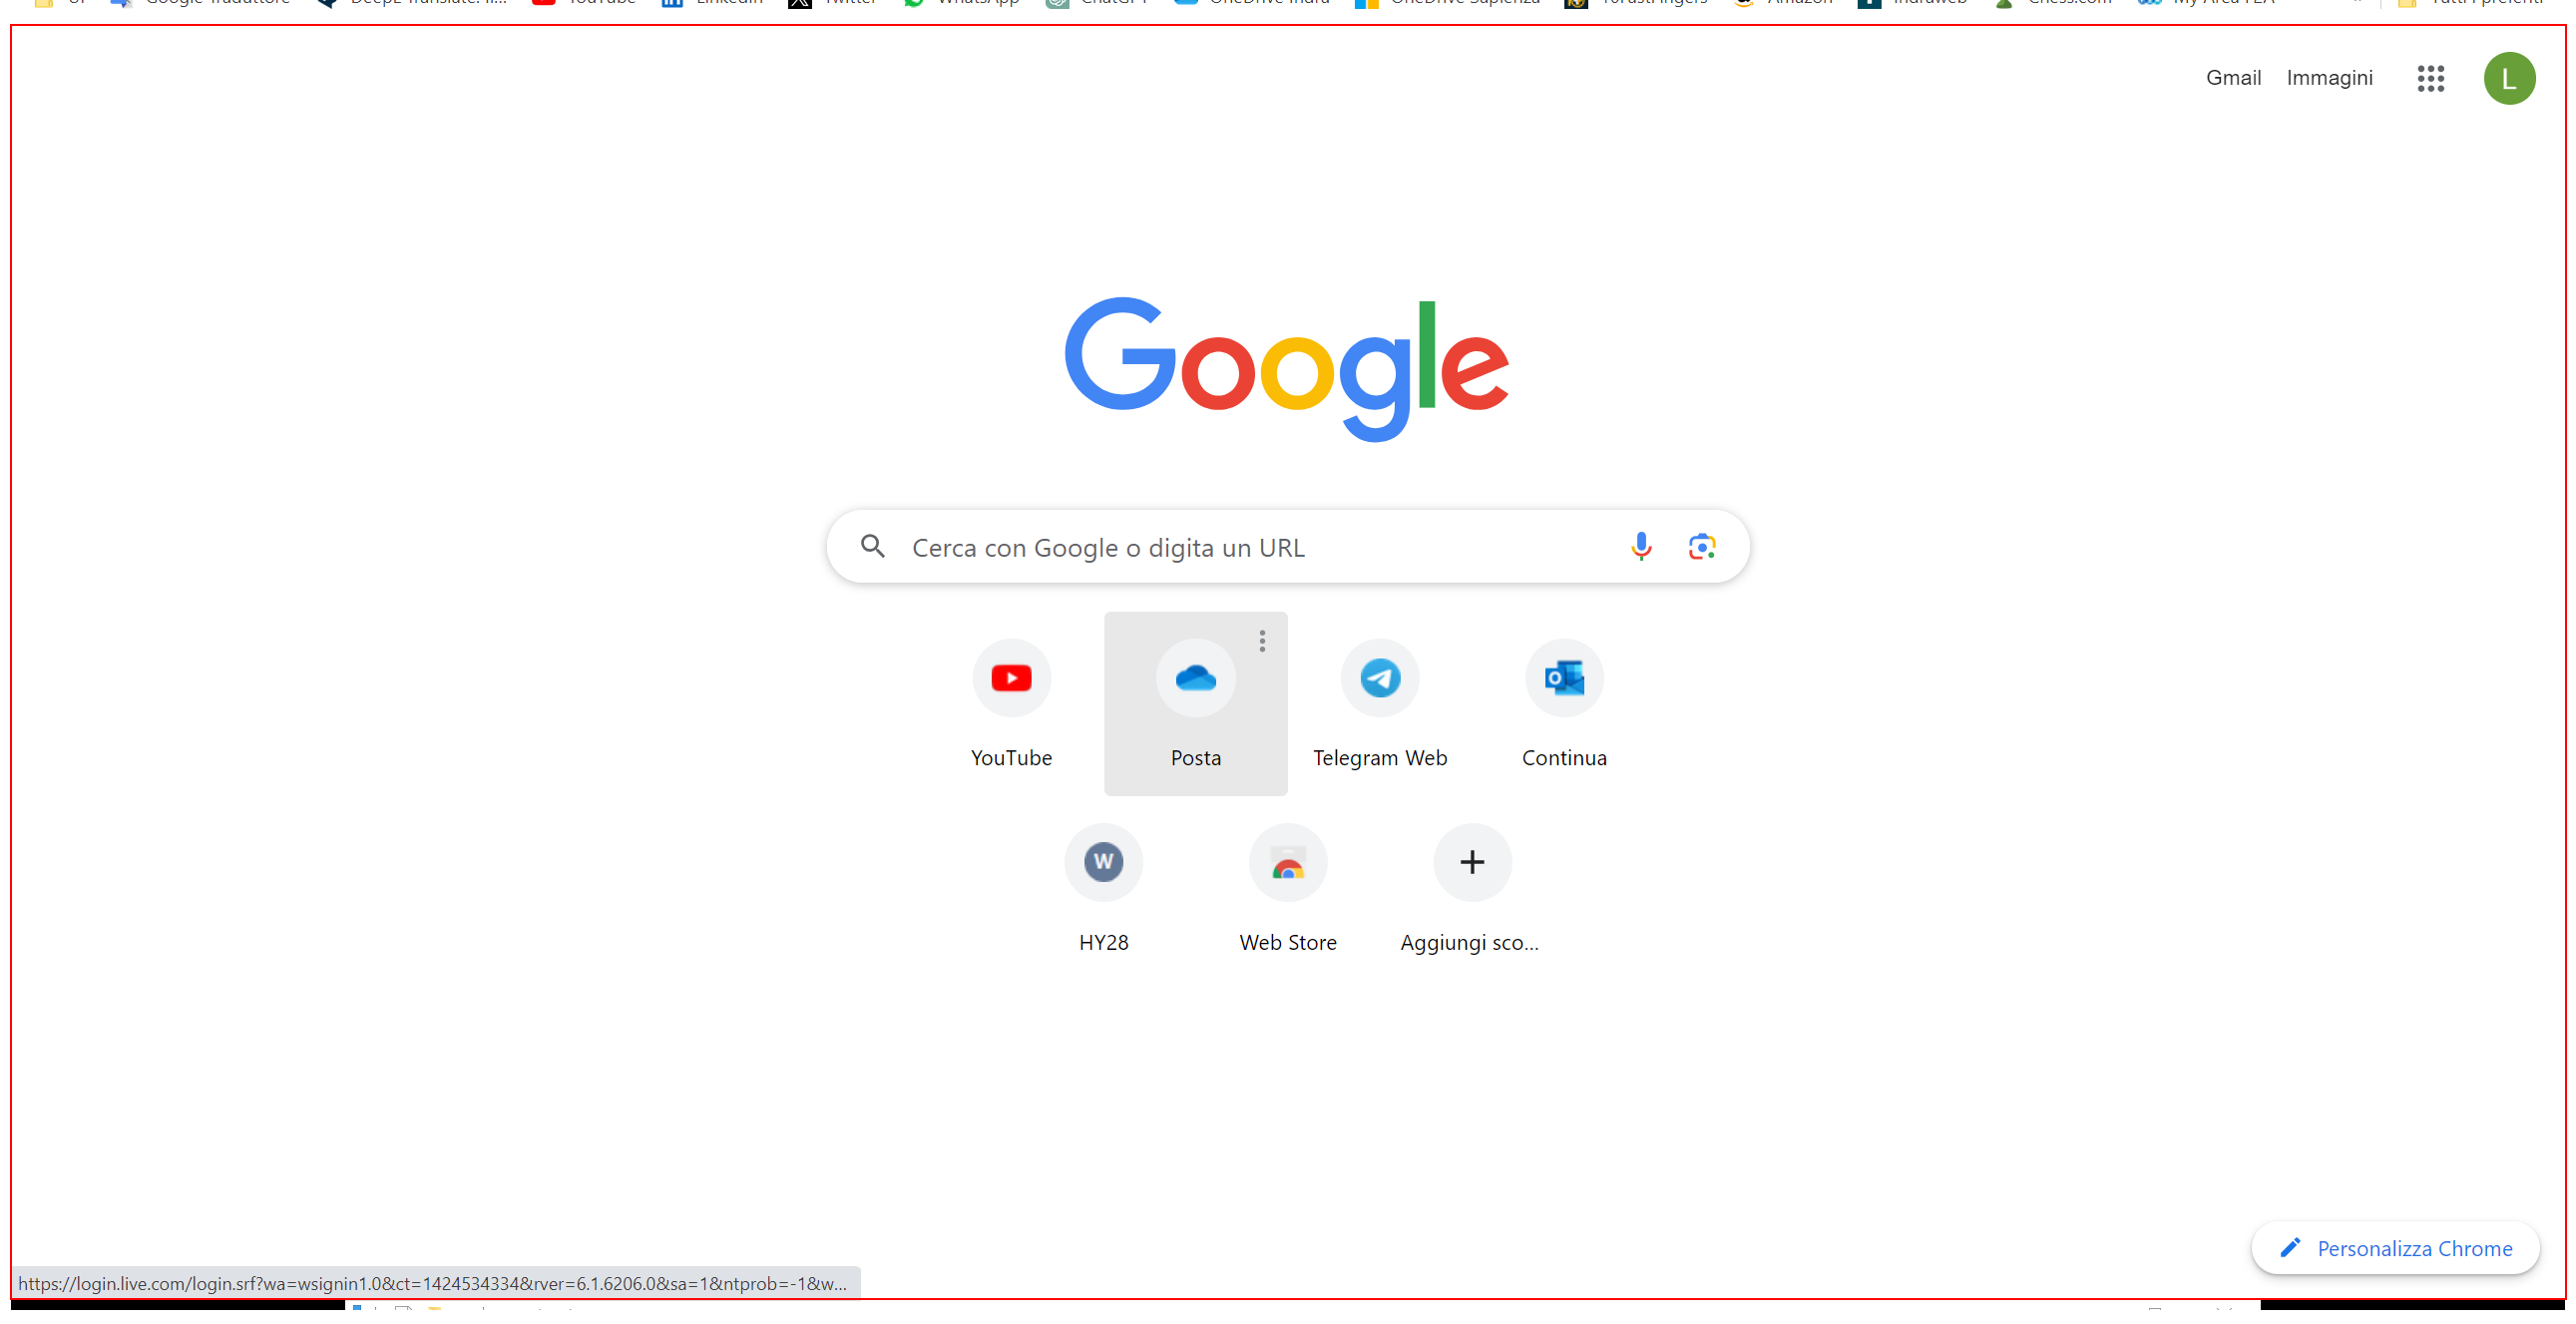 Google Traduttore DeepL Translate: Il... YouTube LinkedIn Twitter WhatsApp ChatGPT OneDrive Indra OneDrive Sapienza 10FastFingers Amazon Indraweb Chess.com My Area Tutti i preferiti
Gmail Immagini L
Google
Cerca con Google o digita un URL
YouTube Posta Telegram Web Continua
W
HY28 Web Store Aggiungi sco...
Personalizza Chrome
https://login.live.com/login.srf?wa=wsignin1.0&ct=1424534334&rver=6.1.6206.0&sa=1&ntprob=-1&w...